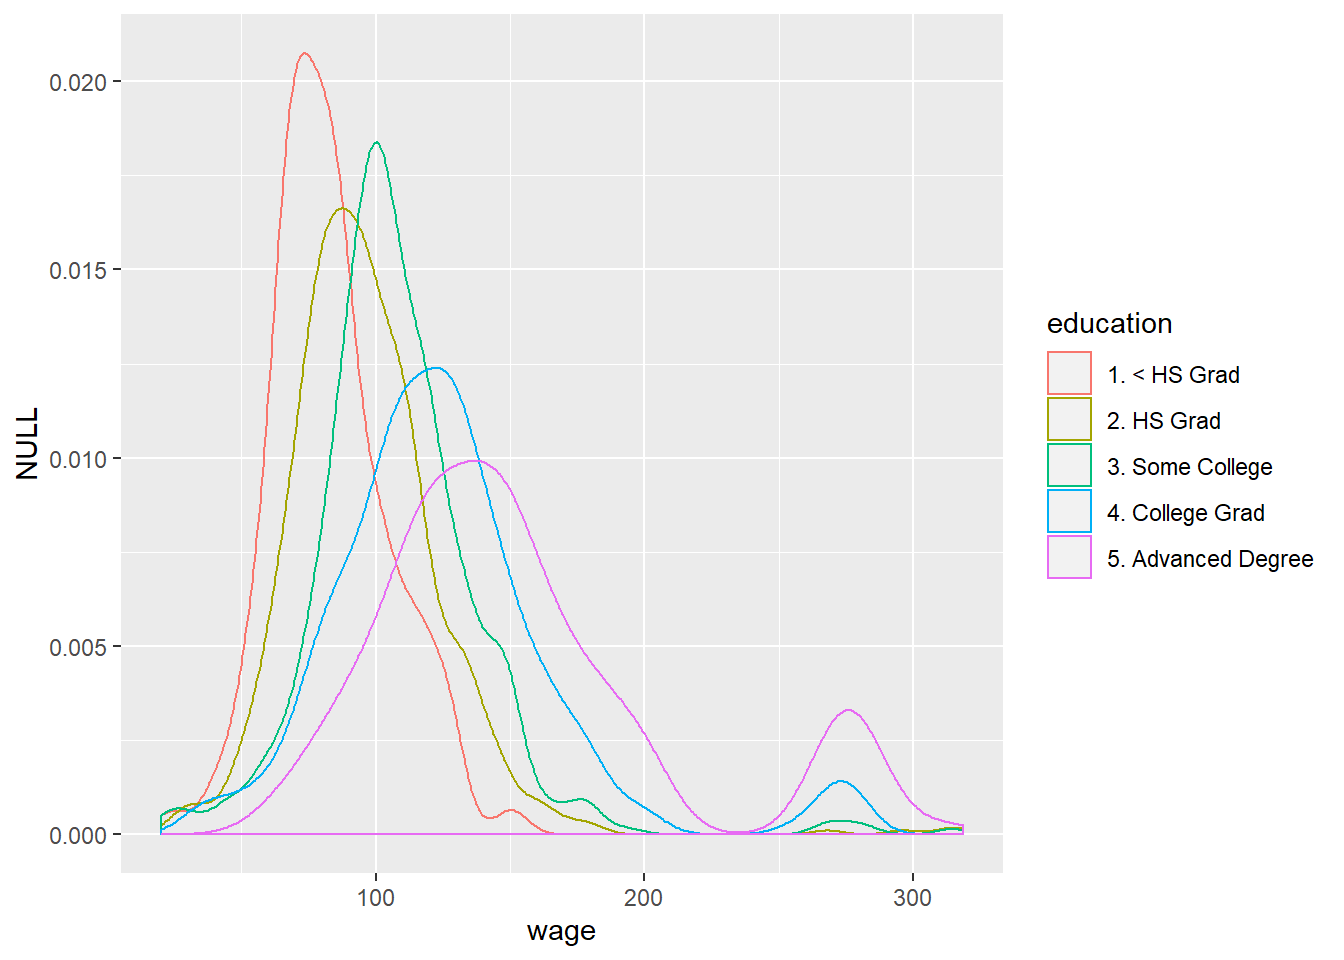 0.020
0.015
0.010
0.005
0.000
NULL
100
200
300
wage
education
1. < HS Grad
2. HS Grad
3. Some College
4. College Grad
5. Advanced Degree